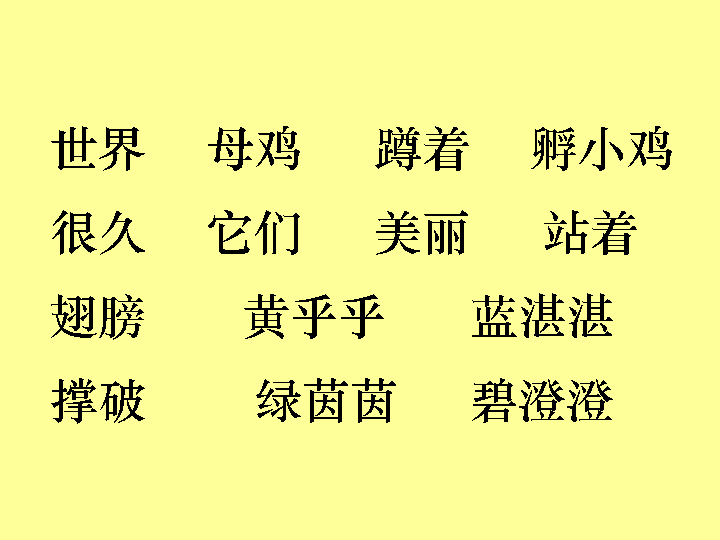 世界 母鸡 蹲着 孵小鸡
很久 它们 美丽 站着
翅膀 黄乎乎 蓝湛湛
撑破 绿茵茵 碧澄澄